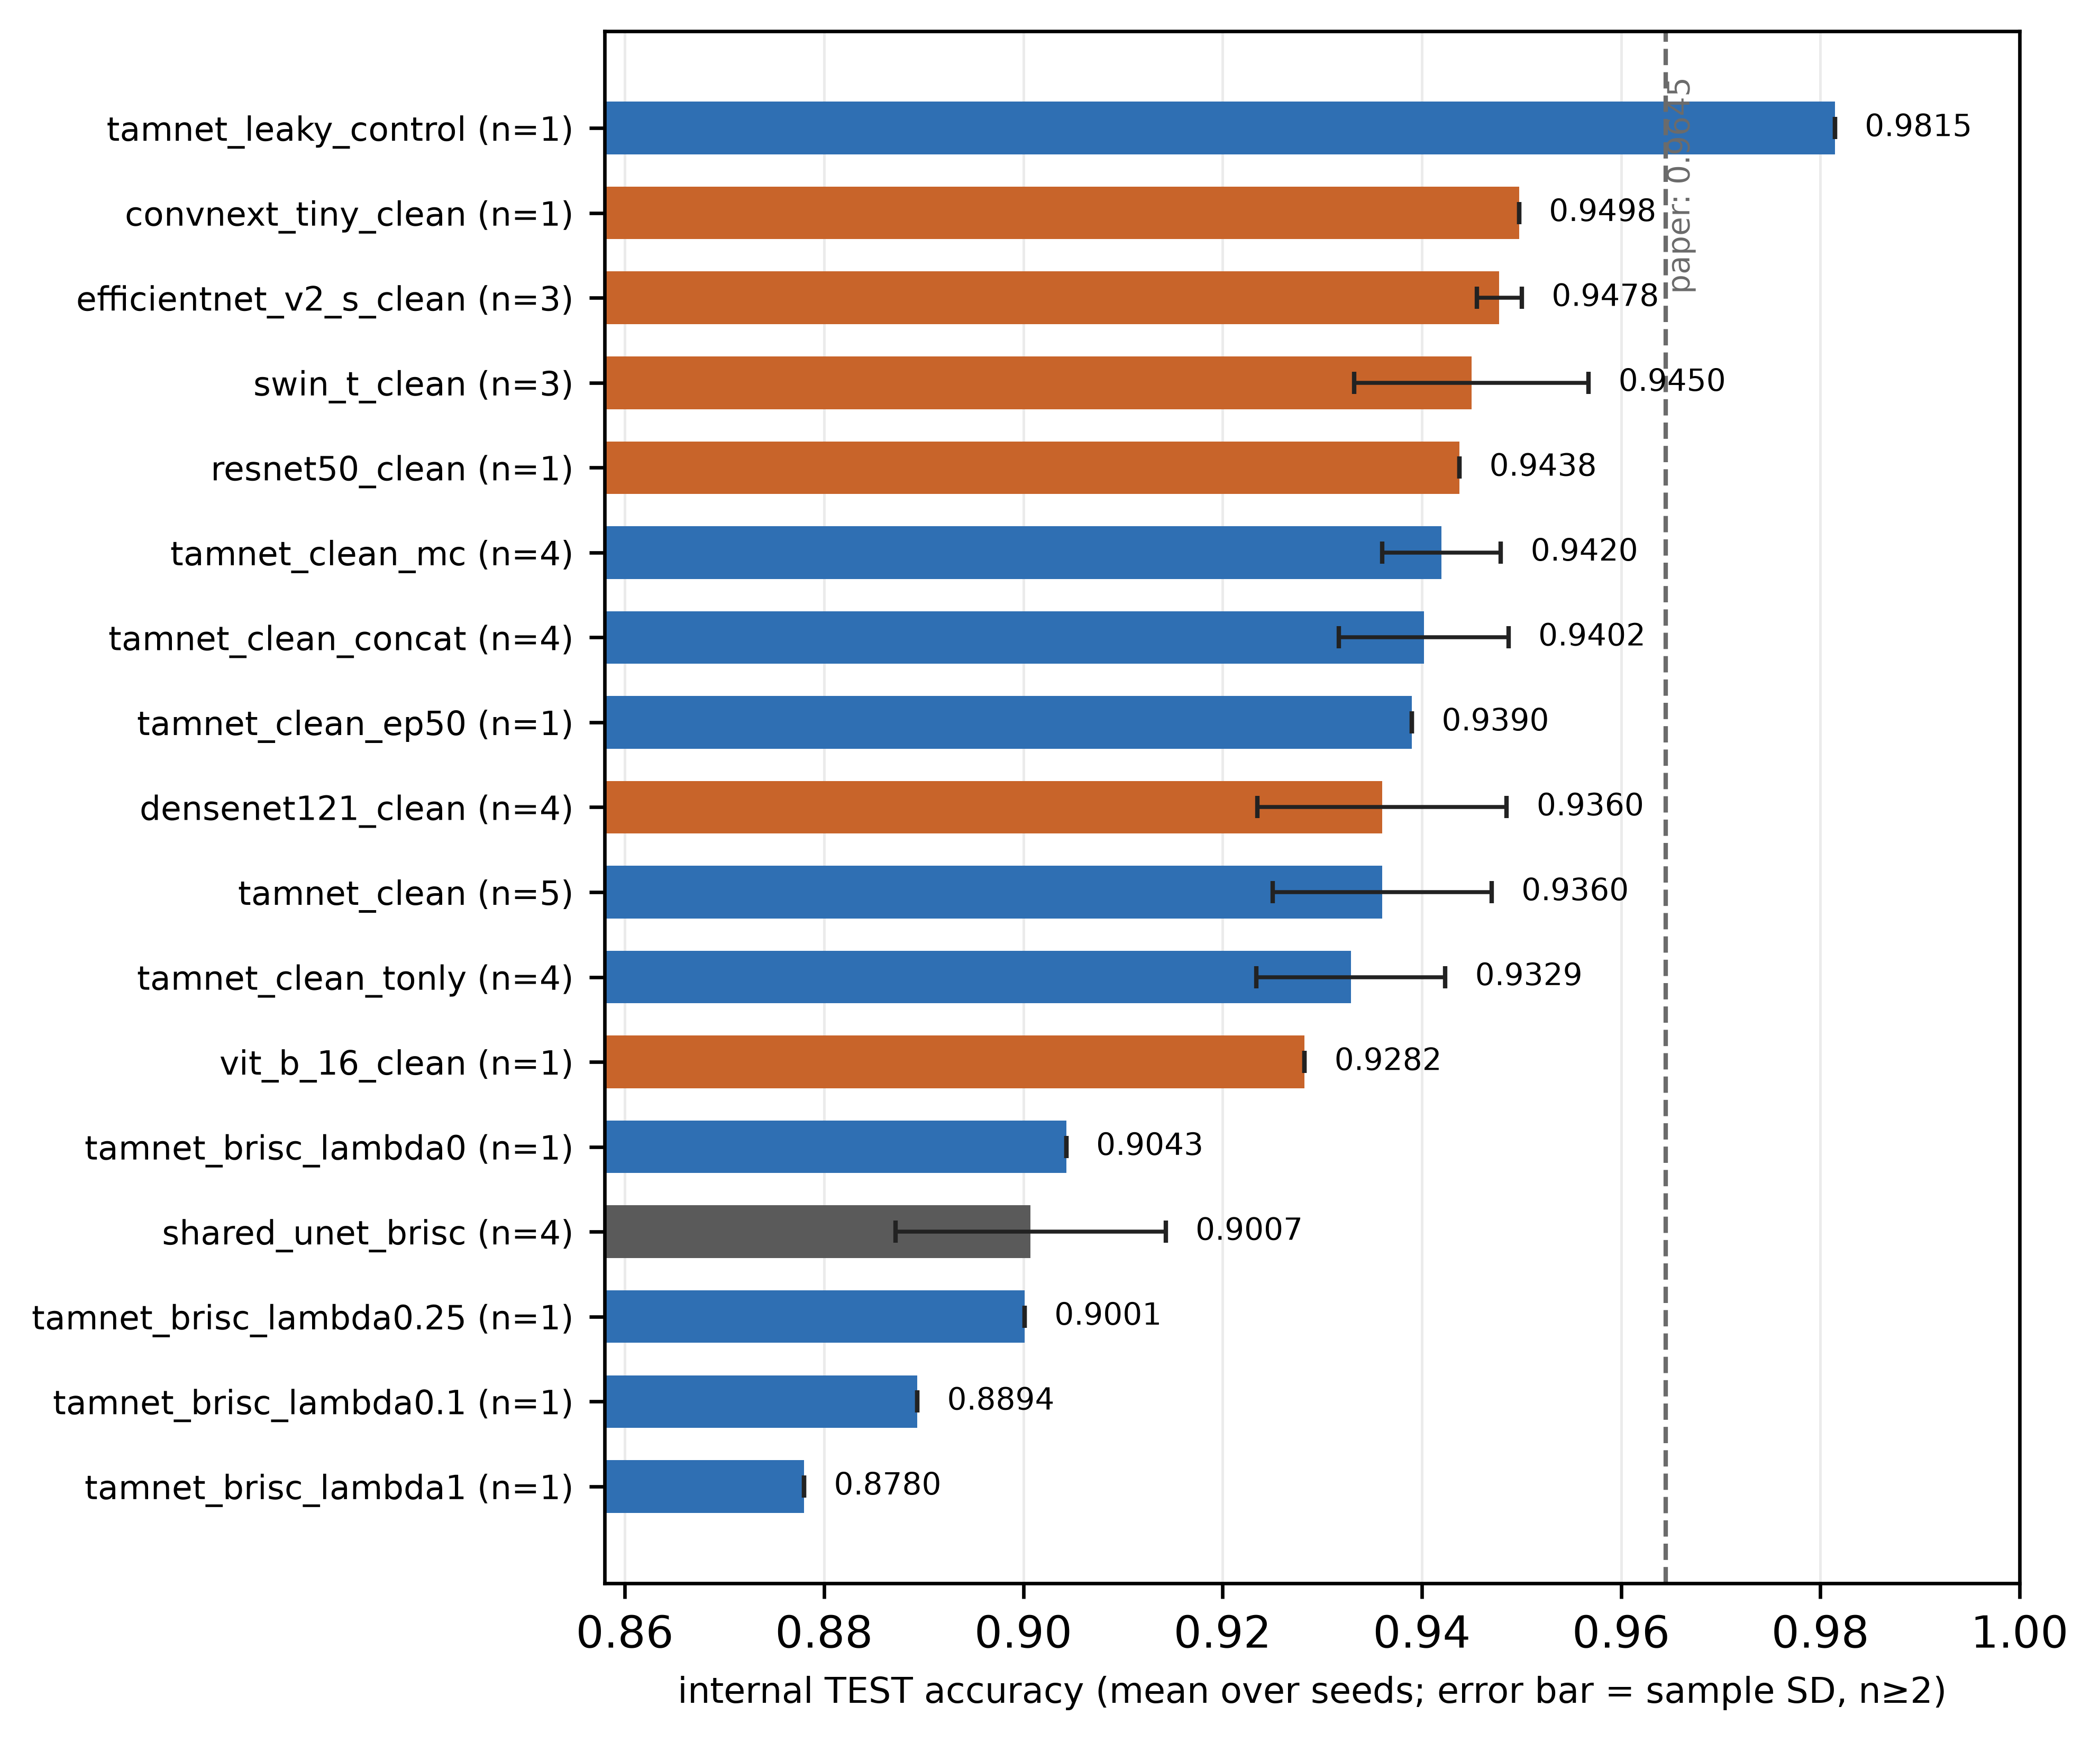 tamnet_leaky_control (n=1) 0.9815
convnext_tiny_clean (n=1) 0.9498
efficientnet_v2_s_clean (n=3) 0.9478
swin_t_clean (n=3) 0.9450
resnet50_clean (n=1) 0.9438
tamnet_clean_mc (n=4) 0.9420
tamnet_clean_concat (n=4) 0.9402
tamnet_clean_ep50 (n=1) 0.9390
densenet121_clean (n=4) 0.9360
tamnet_clean (n=5) 0.9360
tamnet_clean_tonly (n=4) 0.9329
vit_b_16_clean (n=1) 0.9282
tamnet_brisc_lambda0 (n=1) 0.9043
shared_unet_brisc (n=4) 0.9007
tamnet_brisc_lambda0.25 (n=1) 0.9001
tamnet_brisc_lambda0.1 (n=1) 0.8894
tamnet_brisc_lambda1 (n=1) 0.8780
paper: 0.9645
0.86 0.88 0.90 0.92 0.94 0.96 0.98 1.00
internal TEST accuracy (mean over seeds; error bar = sample SD, n≥2)